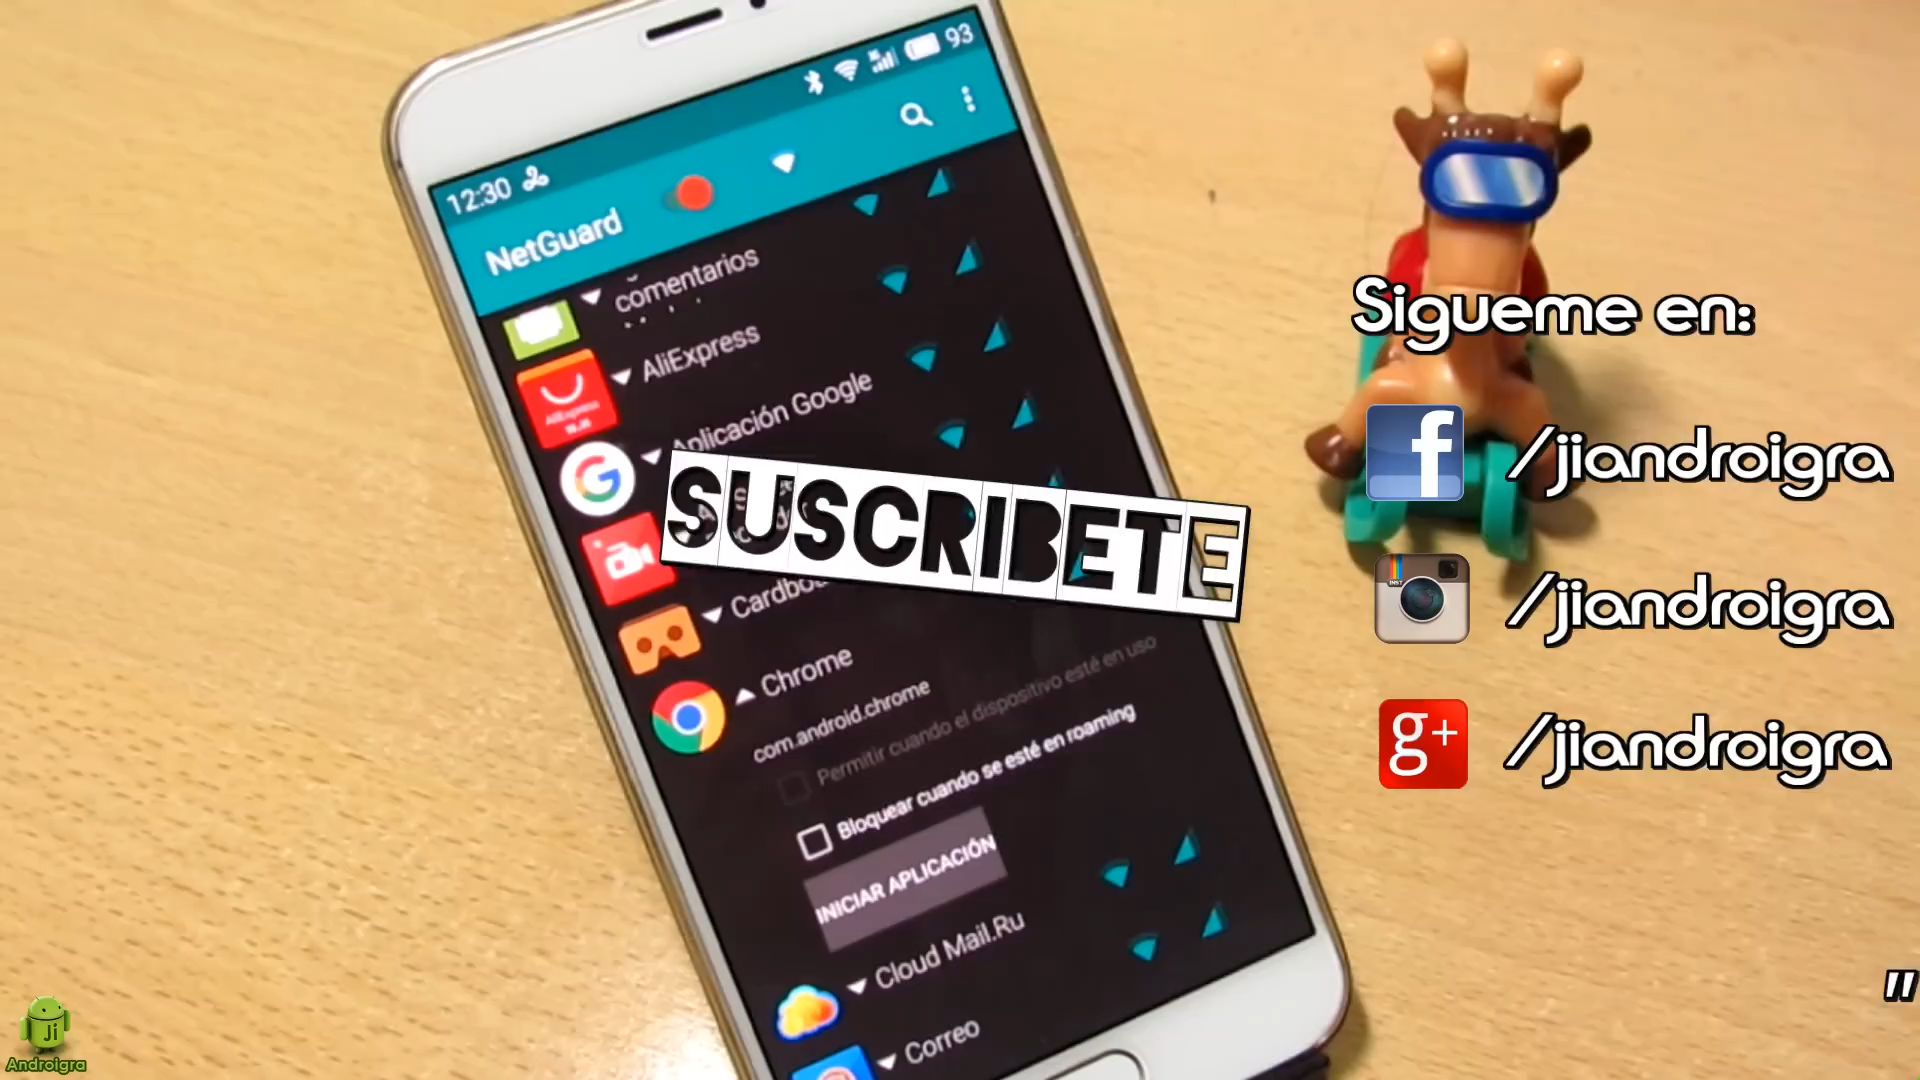 12:30
93
NetGuard
comentarios
AliExpress
Aplicación Google
SUSCRIBETE
Chrome
com.android.chrome
Permitir cuando el dispositivo esté en uso
Bloquear cuando se esté en roaming
INICIAR APLICACIÓN
Cloud Mail.Ru
Correo
Sigueme en:
f /jiandroigra
INST /jiandroigra
g+ /jiandroigra
"
Ji
Androigra